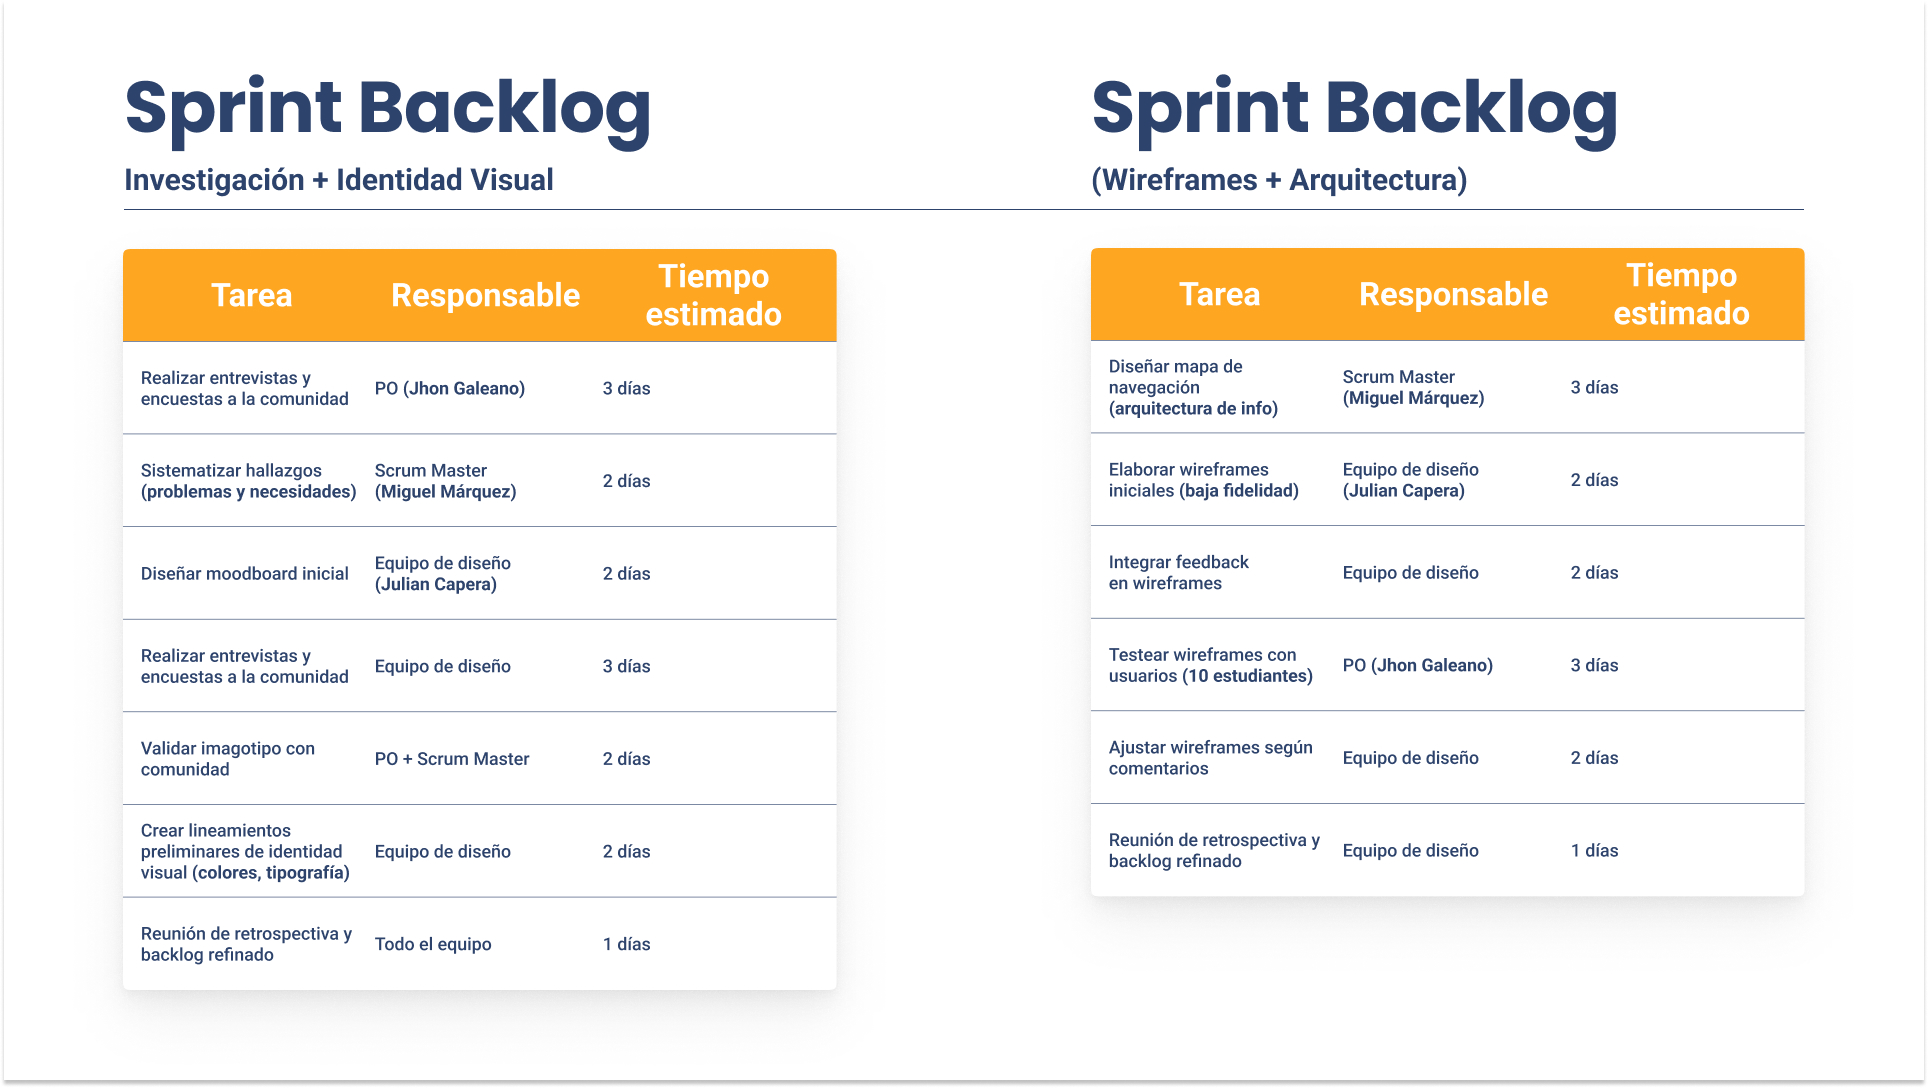 Sprint Backlog
Investigación + Identidad Visual
Tarea
Responsable
Tiempo
estimado
Realizar entrevistas y
encuestas a la comunidad
PO (Jhon Galeano)
3 días
Sistematizar hallazgos
(problemas y necesidades)
Scrum Master
(Miguel Márquez)
2 días
Diseñar moodboard inicial
Equipo de diseño
(Julian Capera)
2 días
Realizar entrevistas y
encuestas a la comunidad
Equipo de diseño
3 días
Validar imagotipo con
comunidad
PO + Scrum Master
2 días
Crear lineamientos
preliminares de identidad
visual (colores, tipografía)
Equipo de diseño
2 días
Reunión de retrospectiva y
backlog refinado
Todo el equipo
1 días
Sprint Backlog
(Wireframes + Arquitectura)
Tarea
Responsable
Tiempo
estimado
Diseñar mapa de
navegación
(arquitectura de info)
Scrum Master
(Miguel Márquez)
3 días
Elaborar wireframes
iniciales (baja fidelidad)
Equipo de diseño
(Julian Capera)
2 días
Integrar feedback
en wireframes
Equipo de diseño
2 días
Testear wireframes con
usuarios (10 estudiantes)
PO (Jhon Galeano)
3 días
Ajustar wireframes según
comentarios
Equipo de diseño
2 días
Reunión de retrospectiva y
backlog refinado
Equipo de diseño
1 días